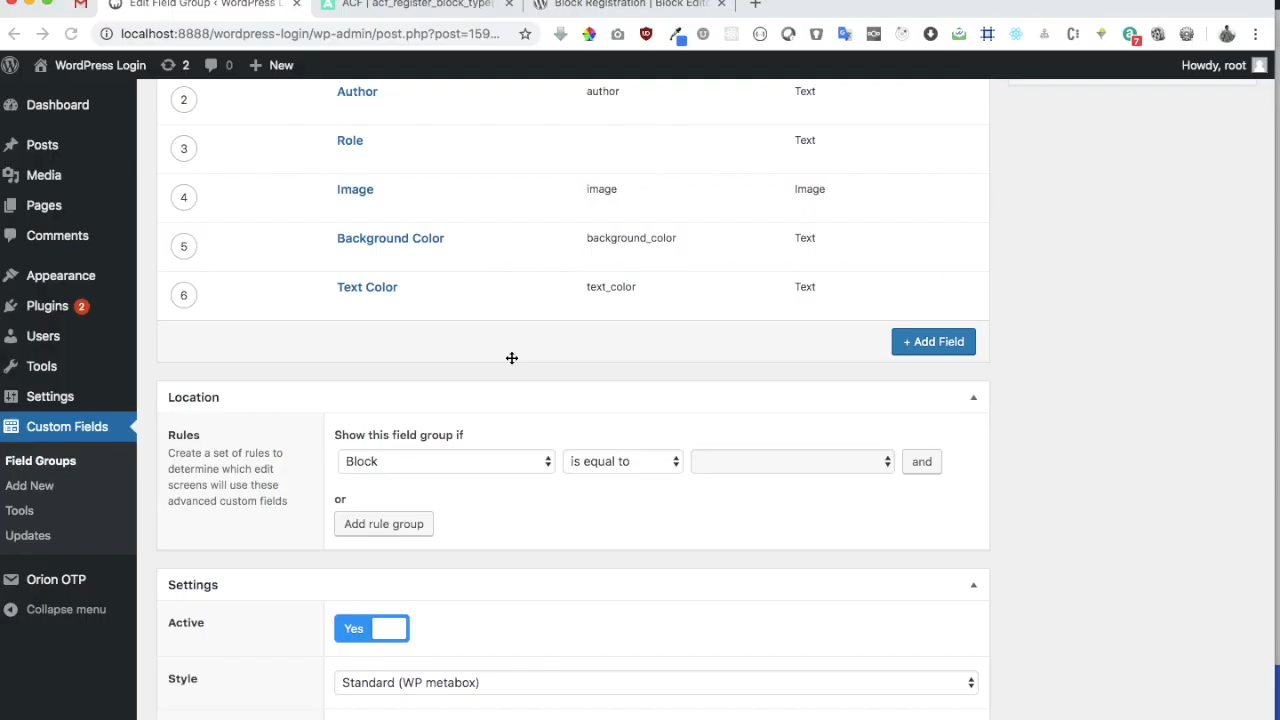 Edit Field Group ‹ WordPress L
ACF | acf_register_block_type(
Block Registration | Block Edito
localhost:8888/wordpress-login/wp-admin/post.php?post=159...
7
WordPress Login
2
0
New
Howdy, root
Dashboard
Posts
Media
Pages
Comments
Appearance
Plugins 2
Users
Tools
Settings
Custom Fields
Field Groups
Add New
Tools
Updates
Orion OTP
Collapse menu
2 Author author Text
3 Role Text
4 Image image Image
5 Background Color background_color Text
6 Text Color text_color Text
+ Add Field
Location
Rules
Create a set of rules to
determine which edit
screens will use these
advanced custom fields
Show this field group if
Block is equal to and
or
Add rule group
Settings
Active
Yes
Style
Standard (WP metabox)